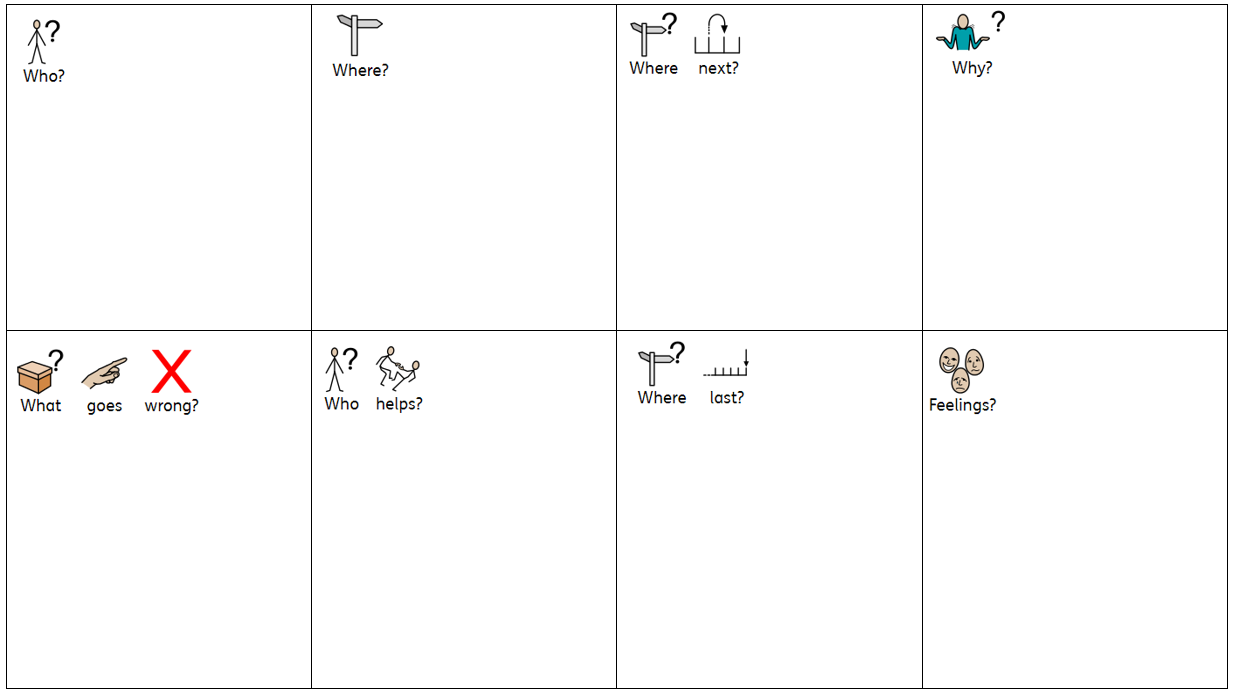 Who?
Where?
Where next?
Why?
What goes wrong?
Who helps?
Where last?
Feelings?